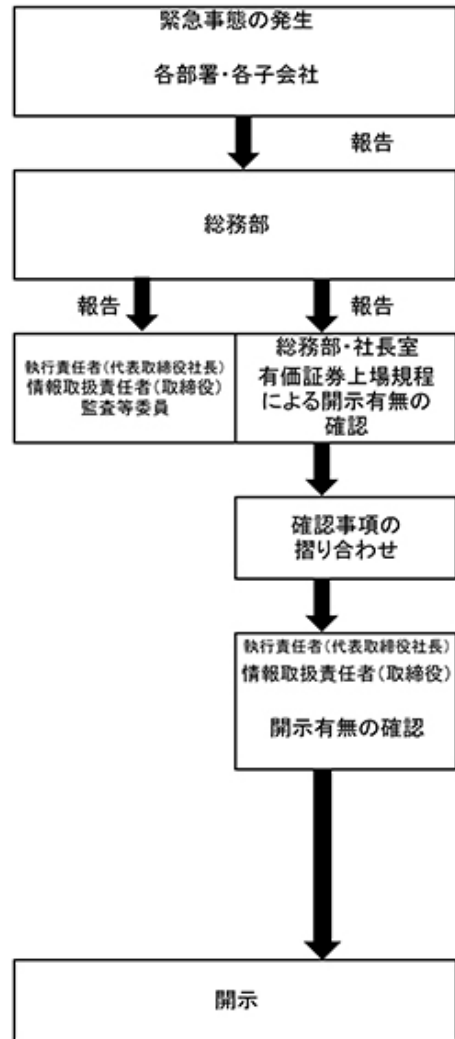 緊急事態の発生
各部署・各子会社
報告
総務部
報告
報告
執行責任者(代表取締役社長)
情報取扱責任者(取締役)
監査等委員
総務部・社長室
有価証券上場規程
による開示有無の
確認
確認事項の
摺り合わせ
執行責任者(代表取締役社長)
情報取扱責任者(取締役)
開示有無の確認
開示